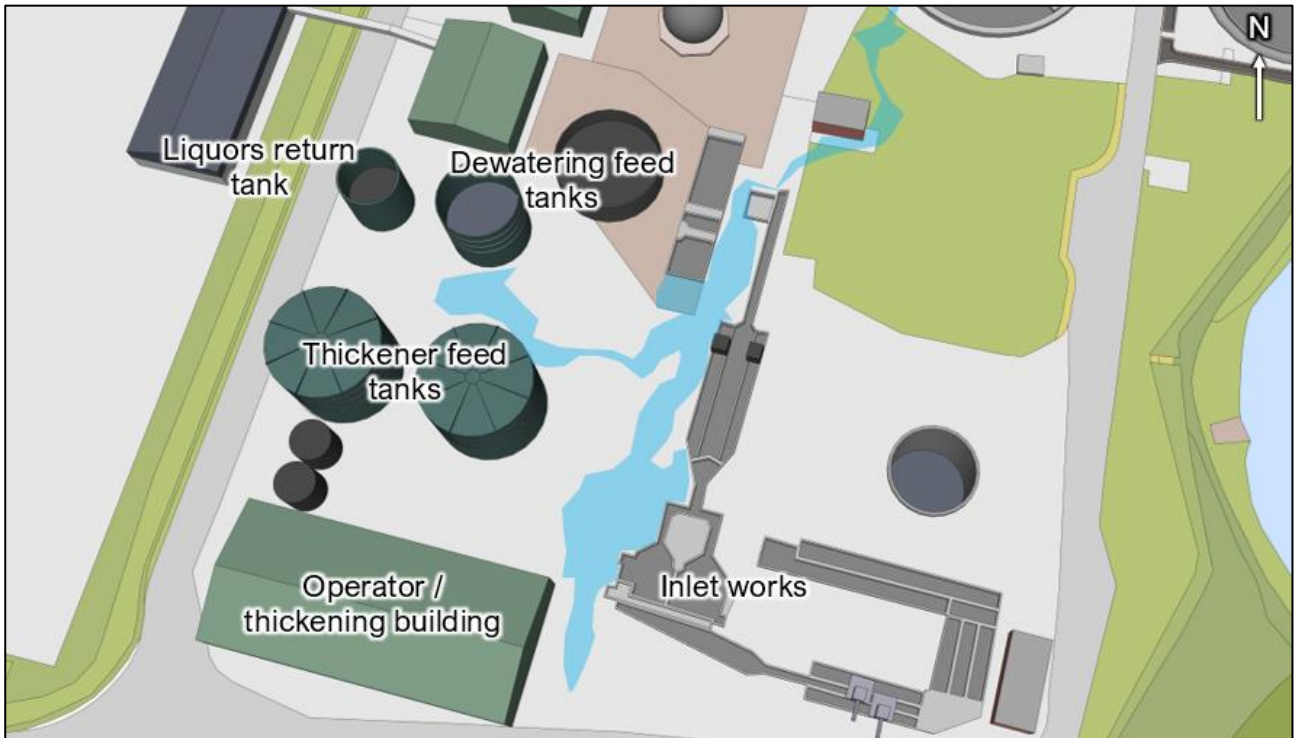 N
Liquors return
tank
Dewatering feed
tanks
Thickener feed
tanks
Operator /
thickening building
Inlet works